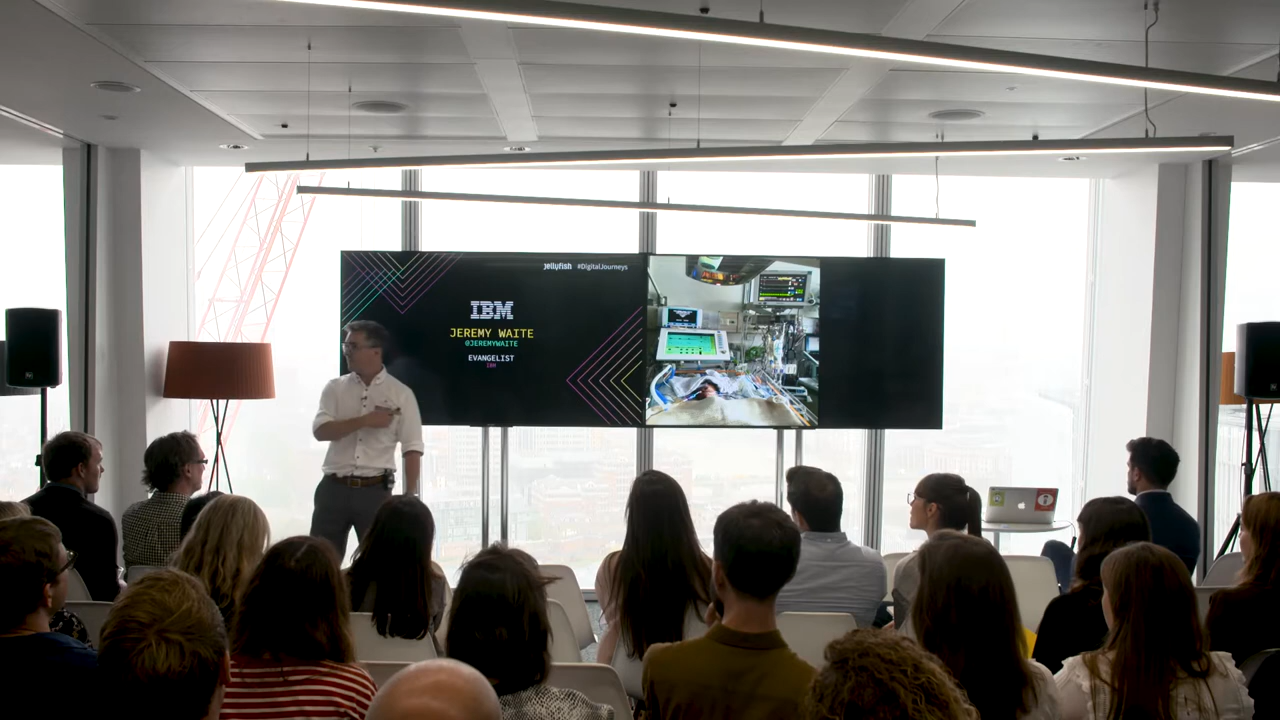 jellyfish #DigitalJourneys
IBM
JEREMY WAITE
@JEREMYWAITE
EVANGELIST
IBM